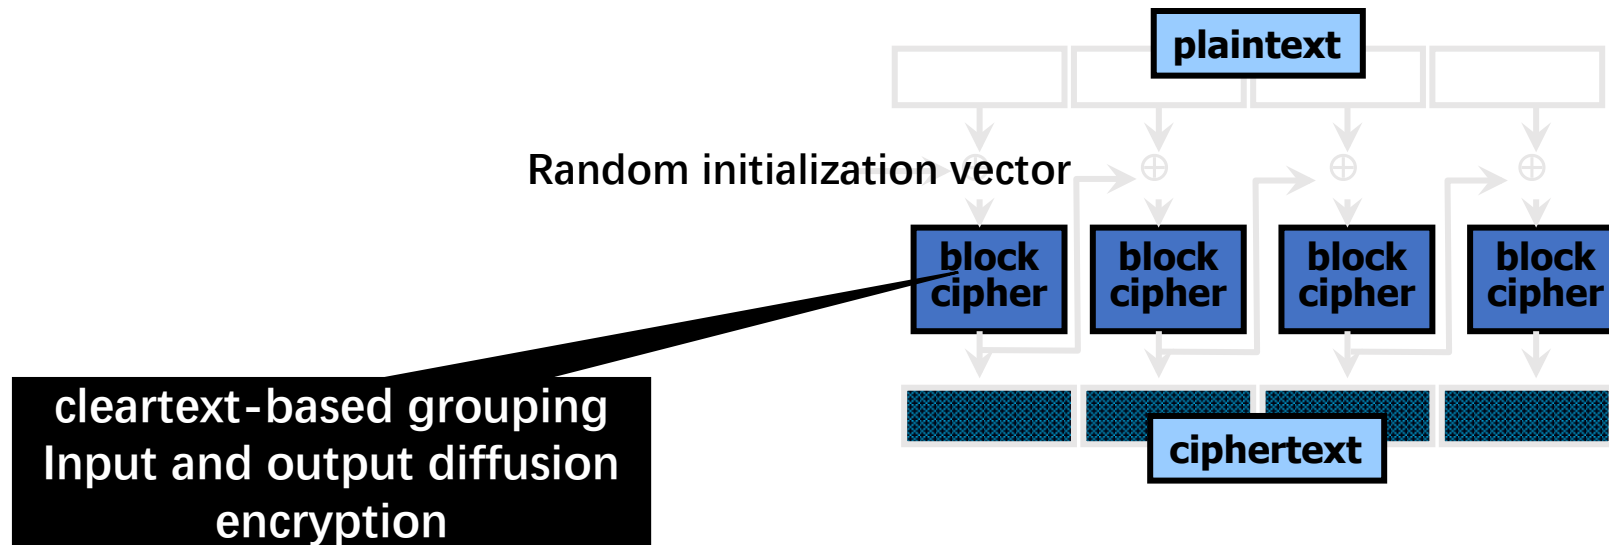 plaintext
Random initialization vector
block
cipher
block
cipher
block
cipher
block
cipher
cleartext-based grouping
Input and output diffusion
encryption
ciphertext